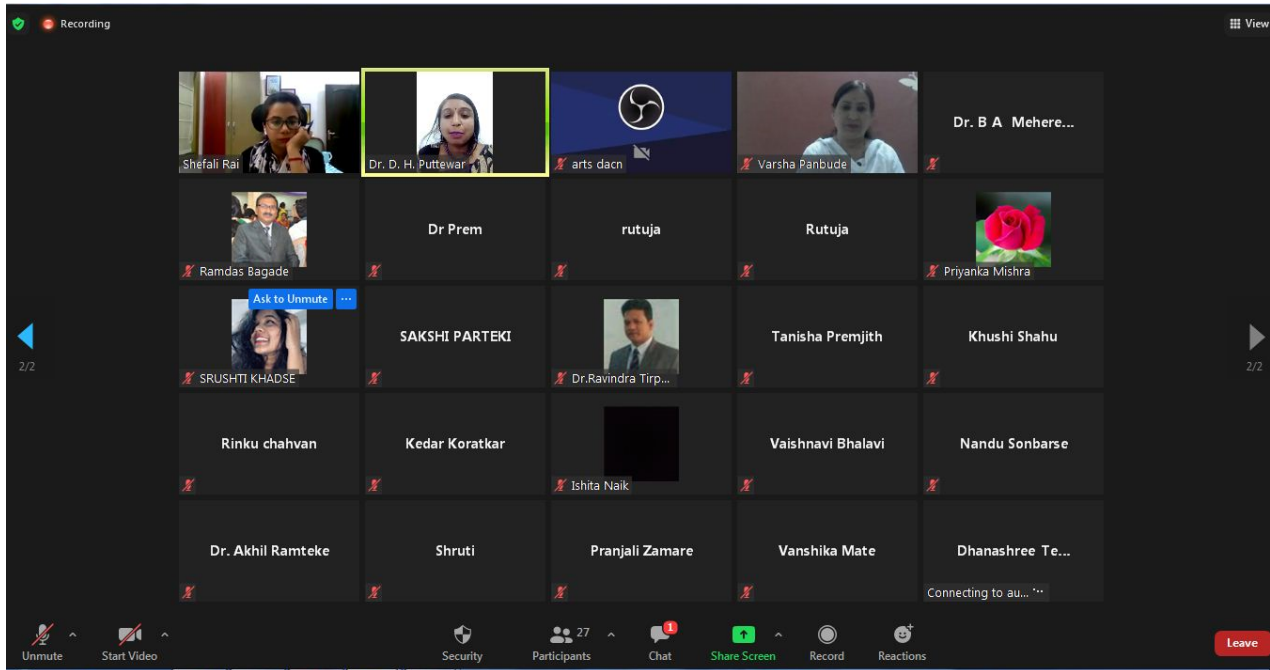 Recording
View
Shefali Rai
Dr. D. H. Puttewar
arts dacn
Varsha Panbude
Dr. B A Mehere...
Ramdas Bagade
Dr Prem
rutuja
Rutuja
Priyanka Mishra
Ask to Unmute ...
SRUSHTI KHADSE
SAKSHI PARTEKI
Dr.Ravindra Tirp...
Tanisha Premjith
Khushi Shahu
2/2
2/2
Rinku chahvan
Kedar Koratkar
Ishita Naik
Vaishnavi Bhalavi
Nandu Sonbarse
Dr. Akhil Ramteke
Shruti
Pranjali Zamare
Vanshika Mate
Dhanashree Te...
Connecting to au... ...
Unmute
Start Video
Security
27
Participants
1
Chat
Share Screen
Record
Reactions
Leave